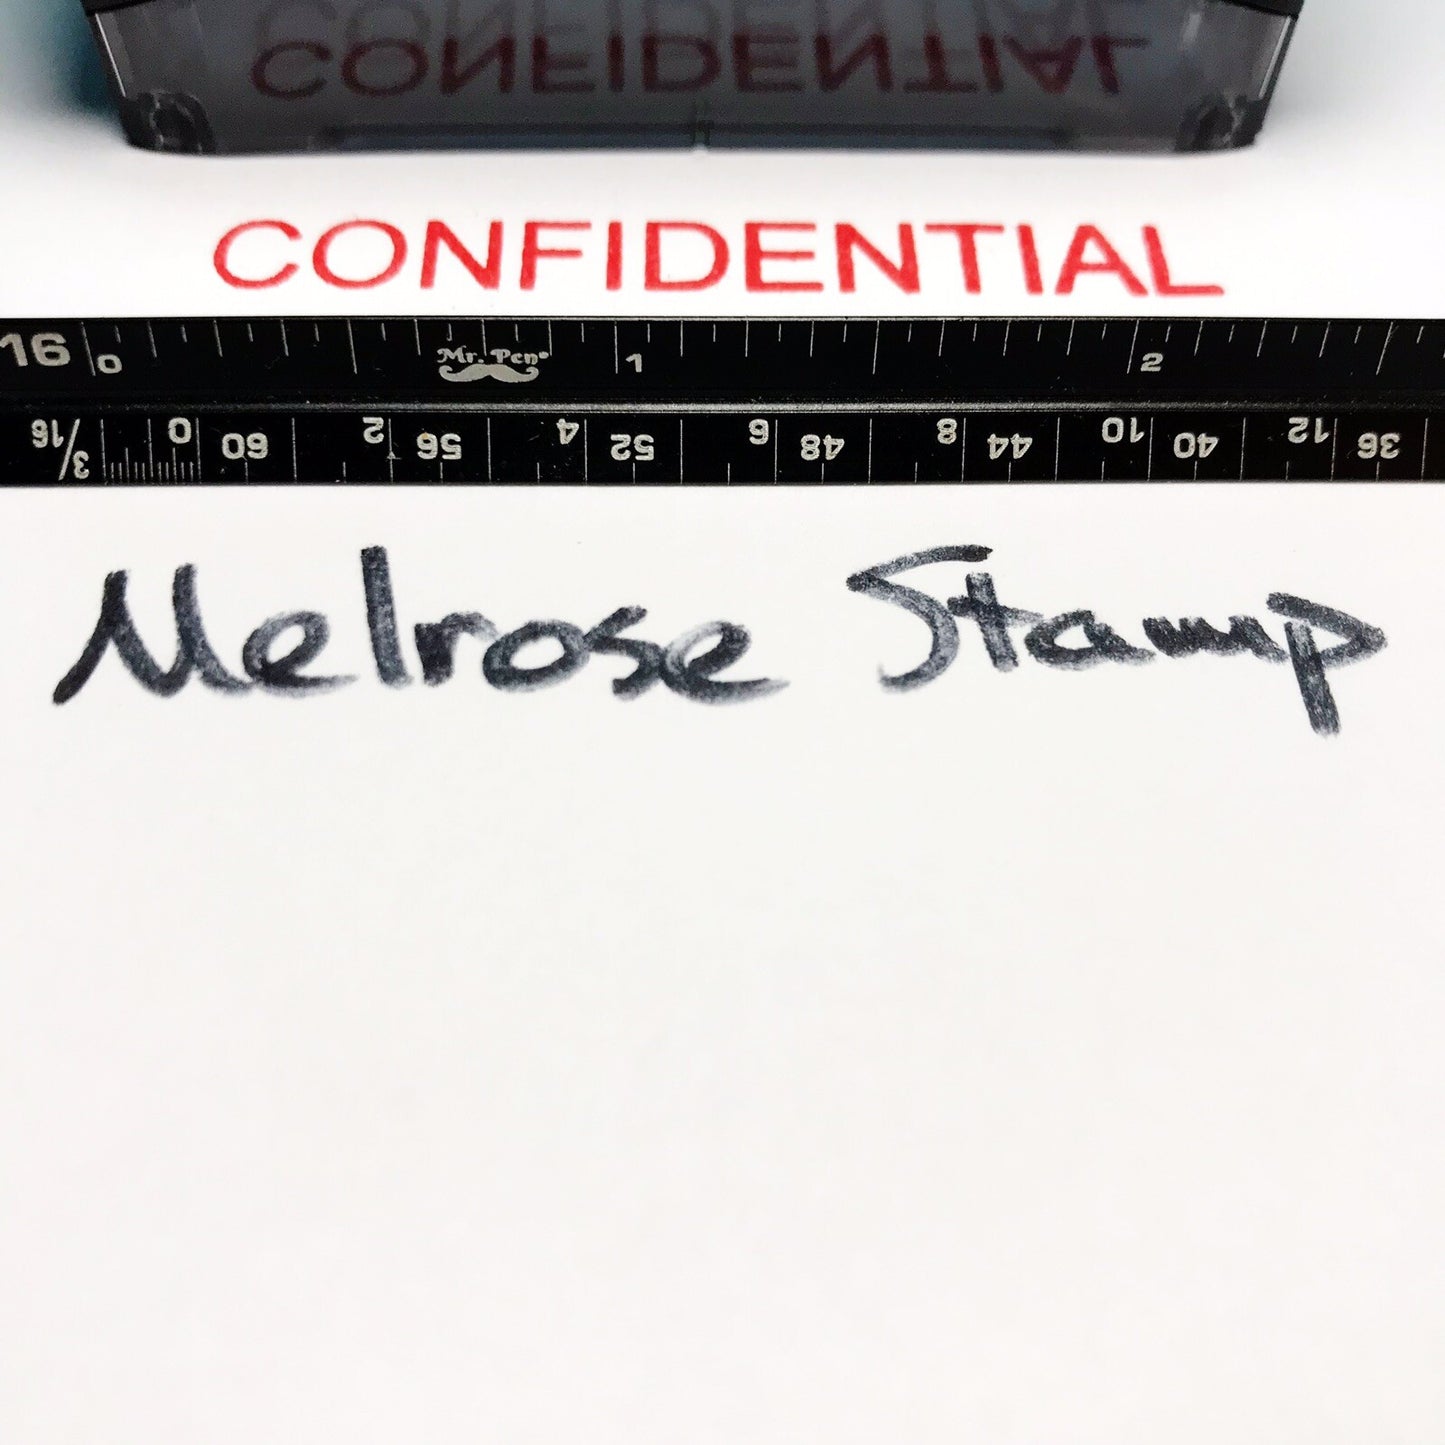 CONFIDENTIAL
CONFIDENTIAL
16 0 Mr. Pen® 1 2
3/16 0 60 2 56 4 52 6 48 8 44 10 40 12 36
Melrose Stamp